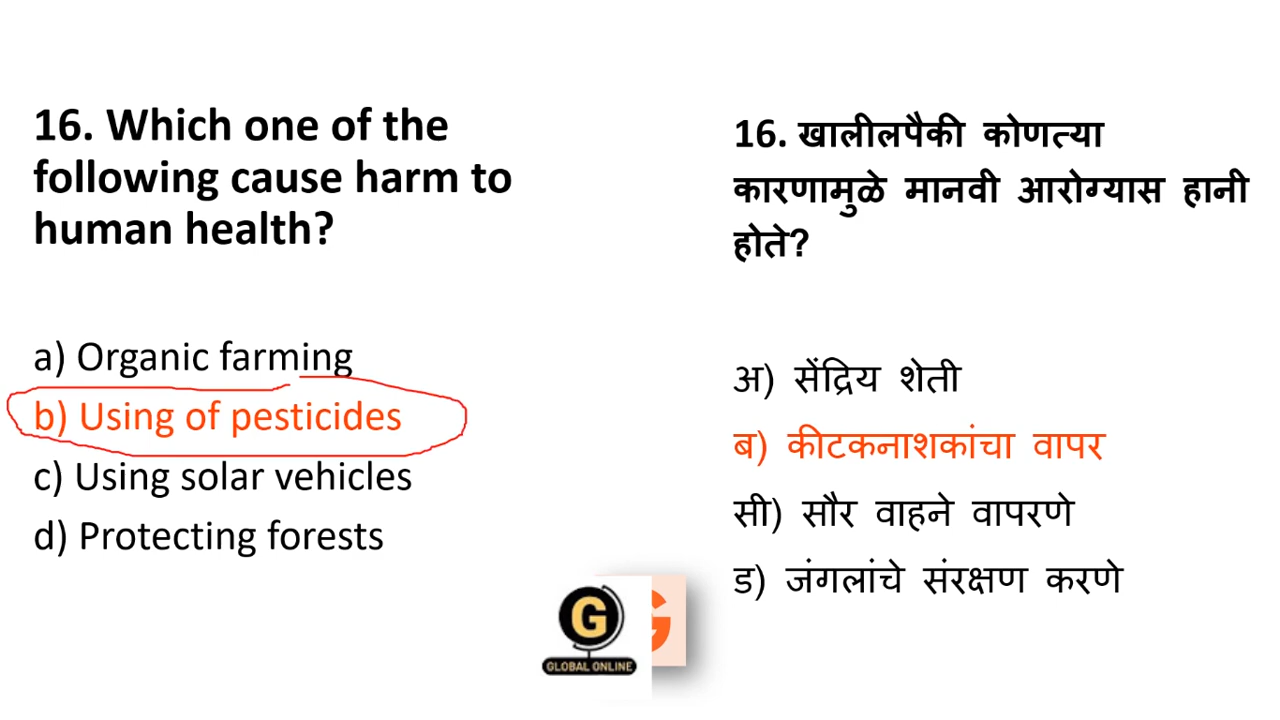 16. Which one of the
following cause harm to
human health?
a) Organic farming
b) Using of pesticides
c) Using solar vehicles
d) Protecting forests
16. खालीलपैकी कोणत्या
कारणामुळे मानवी आरोग्यास हानी
होते?
अ) सेंद्रिय शेती
ब) कीटकनाशकांचा वापर
सी) सौर वाहने वापरणे
ड) जंगलांचे संरक्षण करणे
G
G
GLOBAL ONLINE